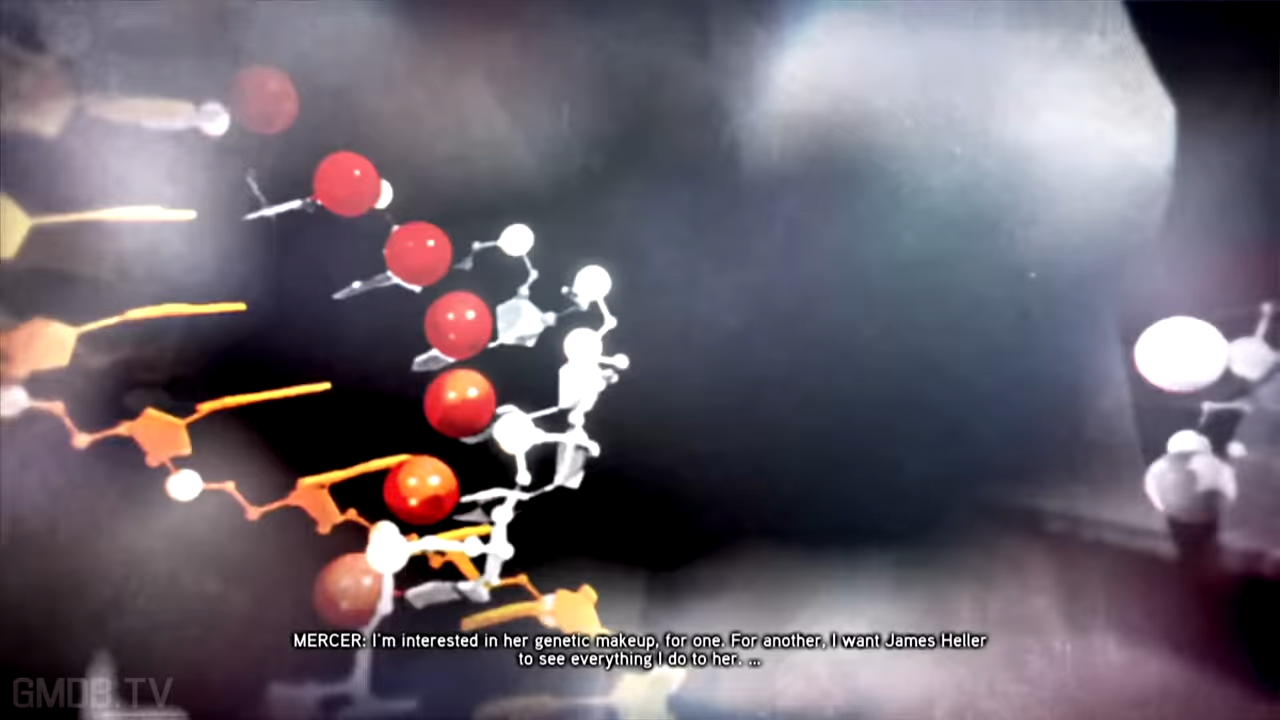 MERCER: I'm interested in her genetic makeup, for one. For another, I want James Heller
to see everything I do to her. ...
GMDB.TV